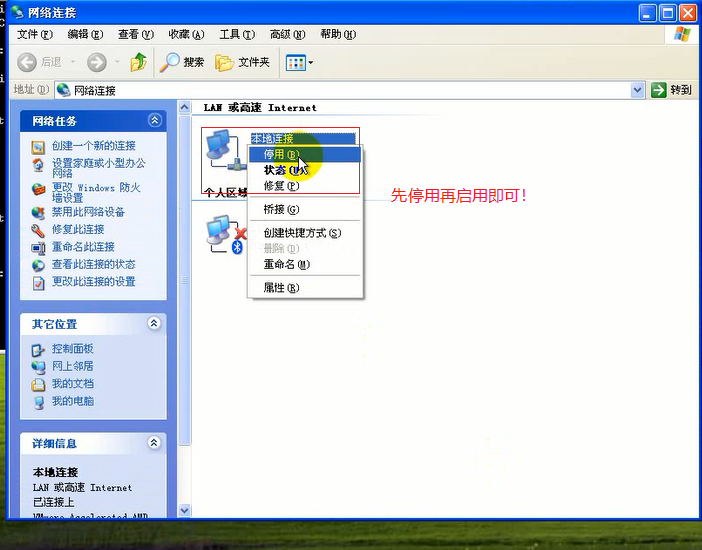 网络连接
文件(F) 编辑(E) 查看(V) 收藏(A) 工具(T) 高级(N) 帮助(H)
后退 搜索 文件夹
地址(D) 网络连接 转到
网络任务
创建一个新的连接
设置家庭或小型办公
网络
更改 Windows 防火
墙设置
禁用此网络设备
修复此连接
重命名此连接
查看此连接的状态
更改此连接的设置
其它位置
控制面板
网上邻居
我的文档
我的电脑
详细信息
本地连接
LAN 或高速 Internet
已连接上
VMware Accelerated AMD
LAN 或高速 Internet
本地连接
停用(B)
状态(U)
修复(P)
桥接(G)
创建快捷方式(S)
删除(D)
重命名(M)
属性(R)
个人区域
先停用再启用即可!